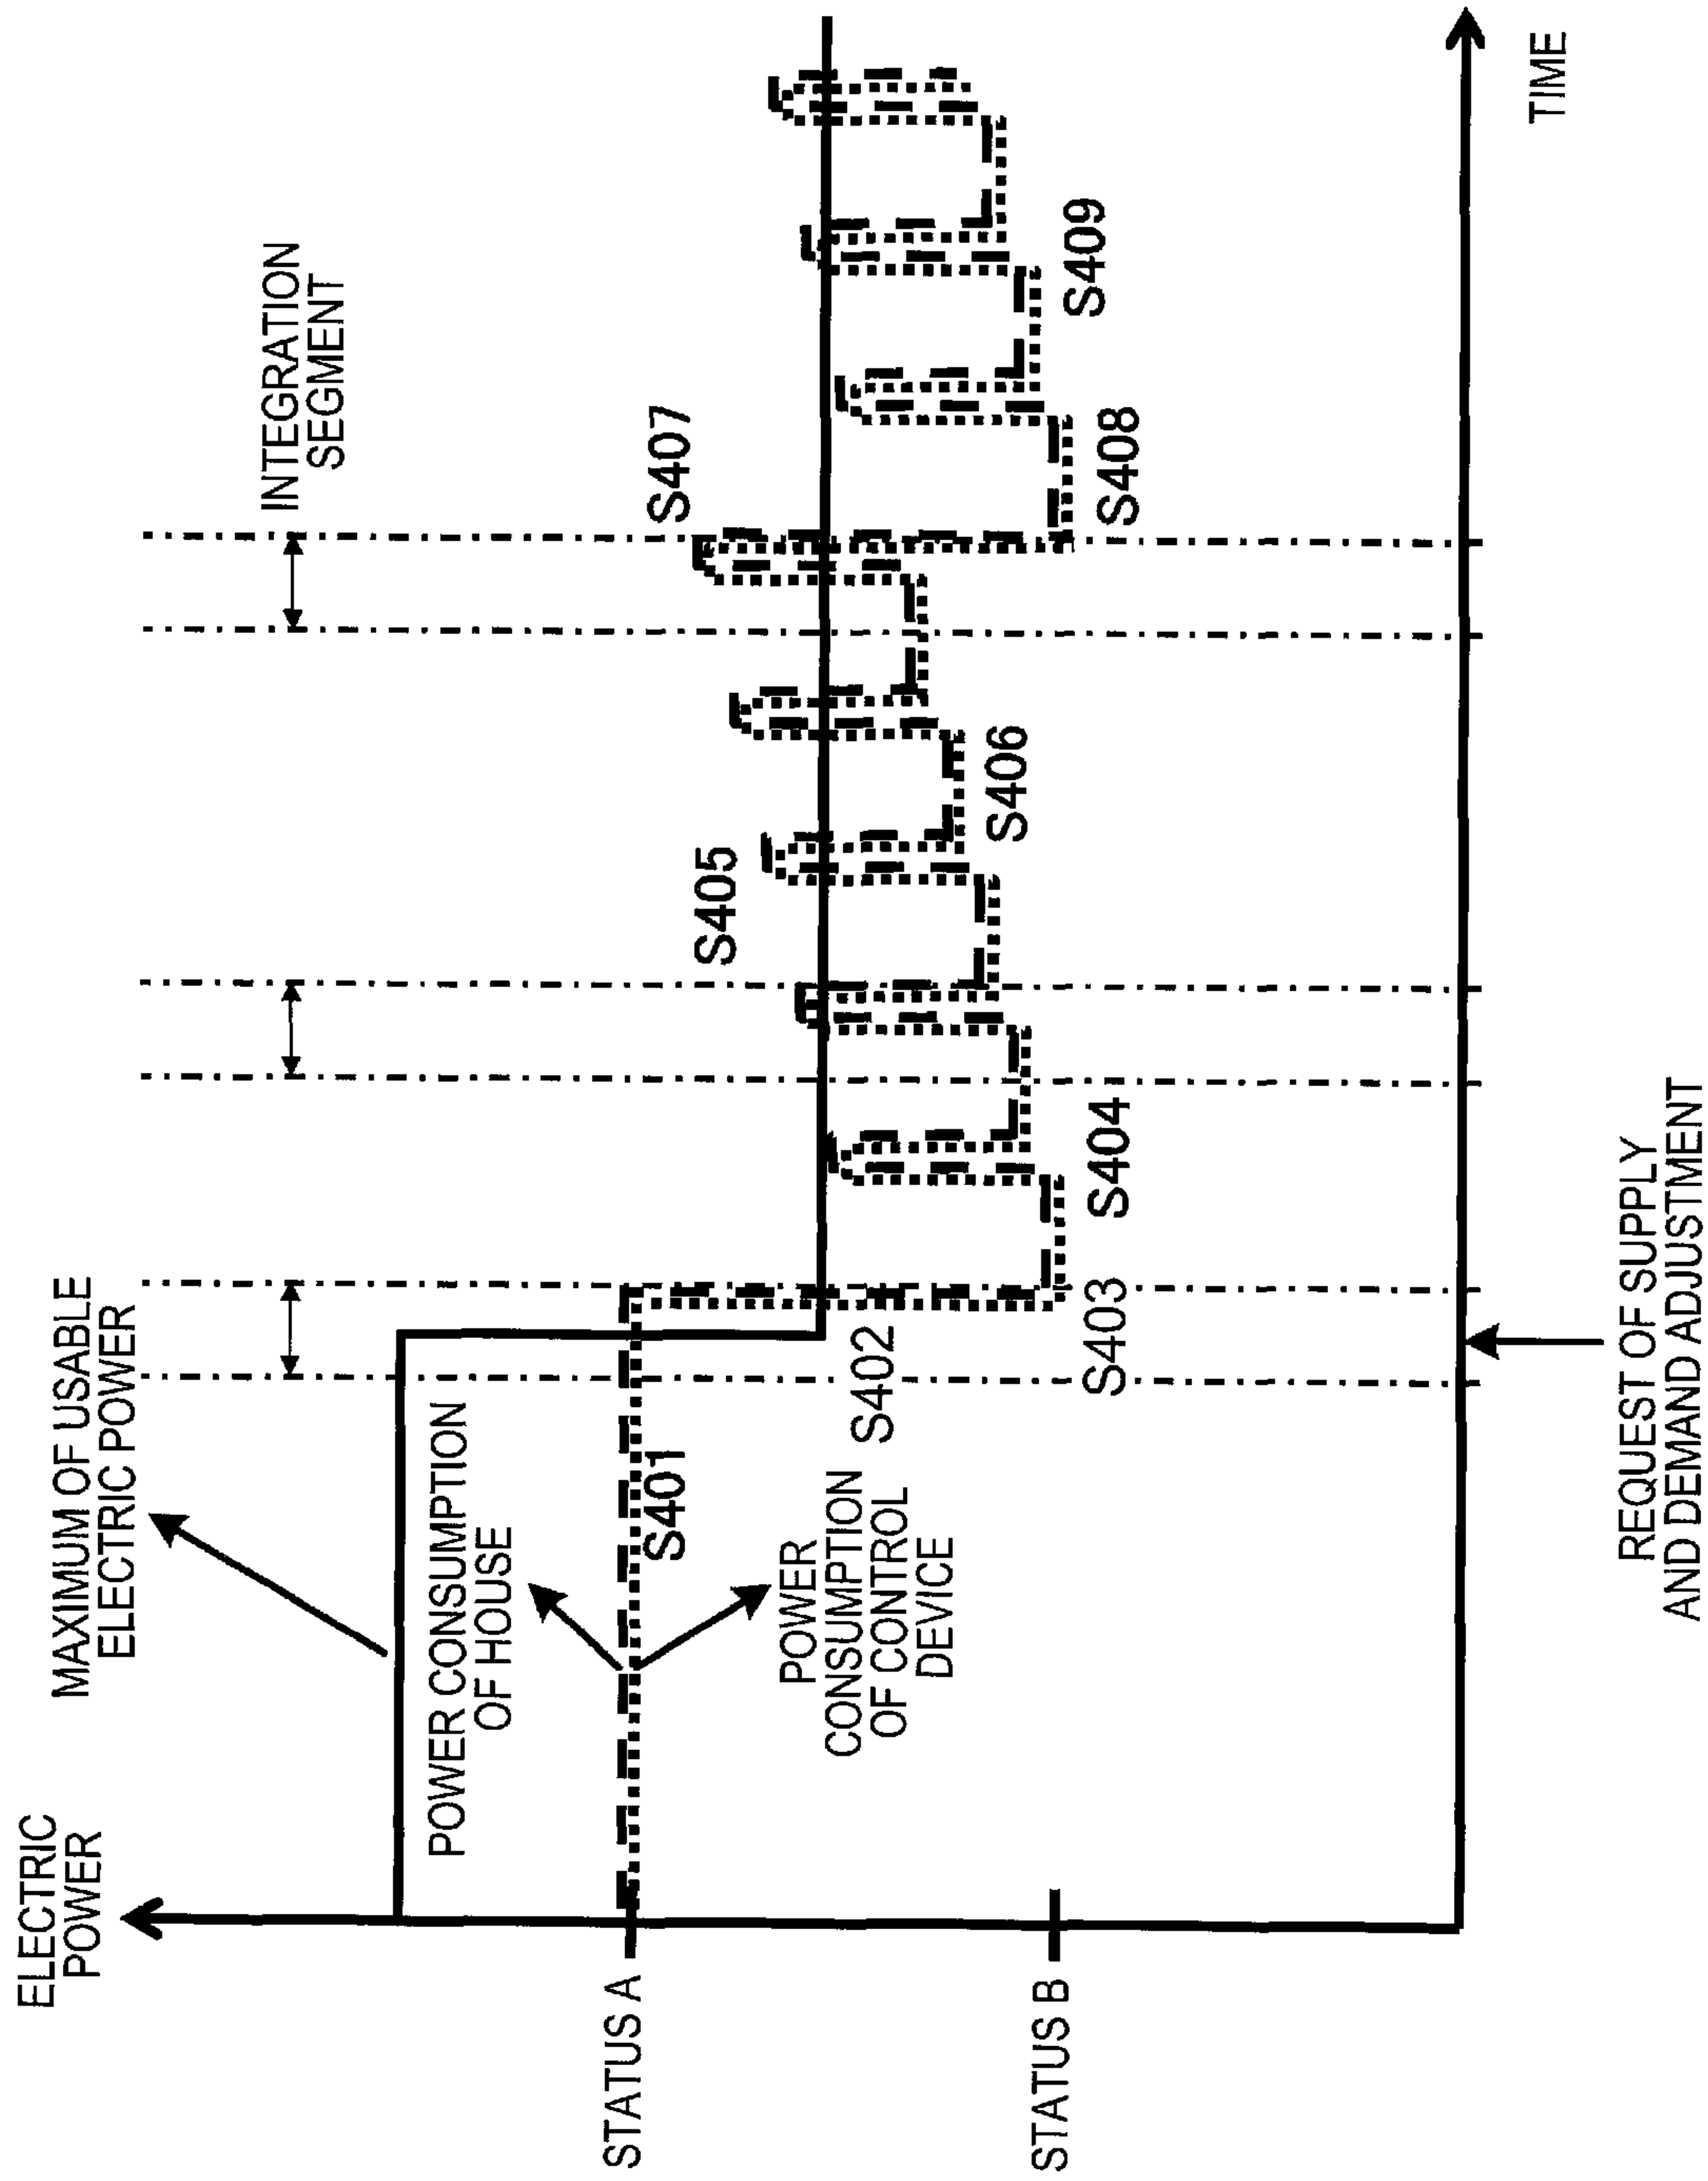 ELECTRIC
POWER
MAXIMUM OF USABLE
ELECTRIC POWER
INTEGRATION
SEGMENT
POWER CONSUMPTION
OF HOUSE
STATUS A
S401
POWER
CONSUMPTION
OF CONTROL
DEVICE
S402
S403
S404
S405
S406
S407
S408
S409
STATUS B
TIME
REQUEST OF SUPPLY
AND DEMAND ADJUSTMENT